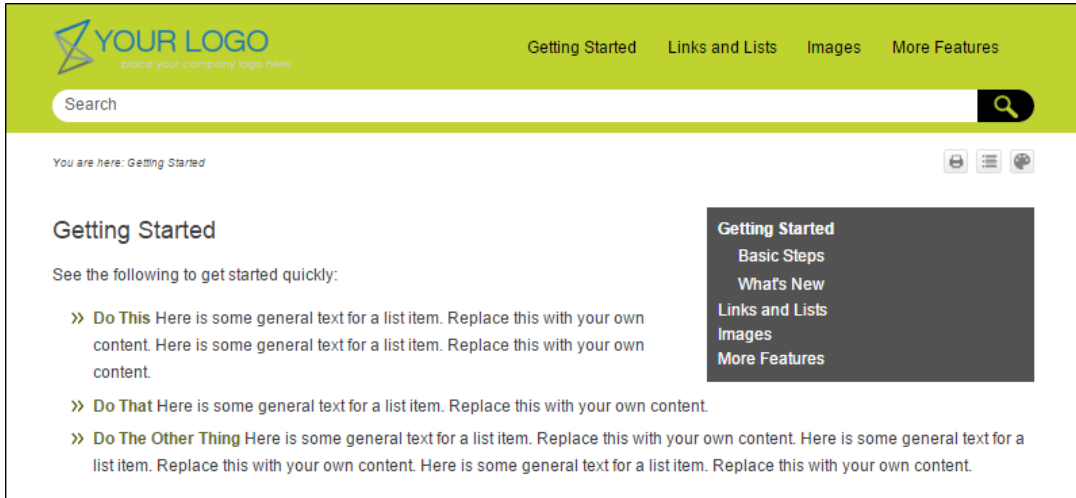 YOUR LOGO
place your company logo here
Getting Started
Links and Lists
Images
More Features
Search
You are here: Getting Started
Getting Started
See the following to get started quickly:
» Do This Here is some general text for a list item. Replace this with your own
content. Here is some general text for a list item. Replace this with your own
content.
» Do That Here is some general text for a list item. Replace this with your own content.
» Do The Other Thing Here is some general text for a list item. Replace this with your own content. Here is some general text for a
list item. Replace this with your own content. Here is some general text for a list item. Replace this with your own content.
Getting Started
Basic Steps
What's New
Links and Lists
Images
More Features